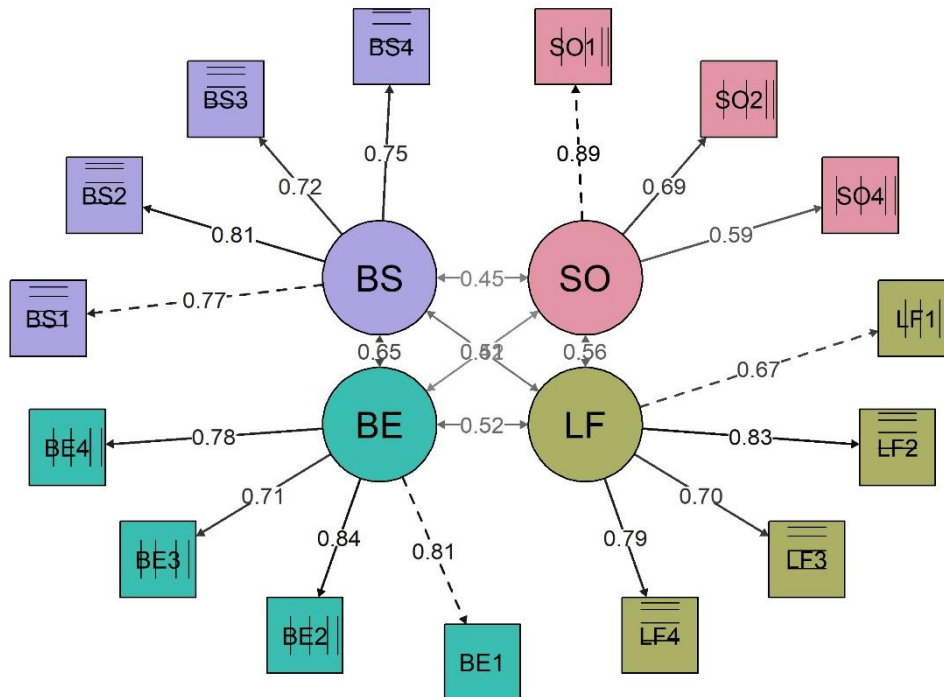 BS4
SO1
BS3
SO2
0.75
0.89
BS2
0.72
0.69
SO4
0.81
0.59
BS
0.45
SO
BS1
0.77
LF1
0.65
0.56
0.67
BE
0.52
LF
BE4
0.78
0.83
LF2
0.71
0.70
BE3
0.84
0.81
0.79
LF3
BE2
BE1
LF4